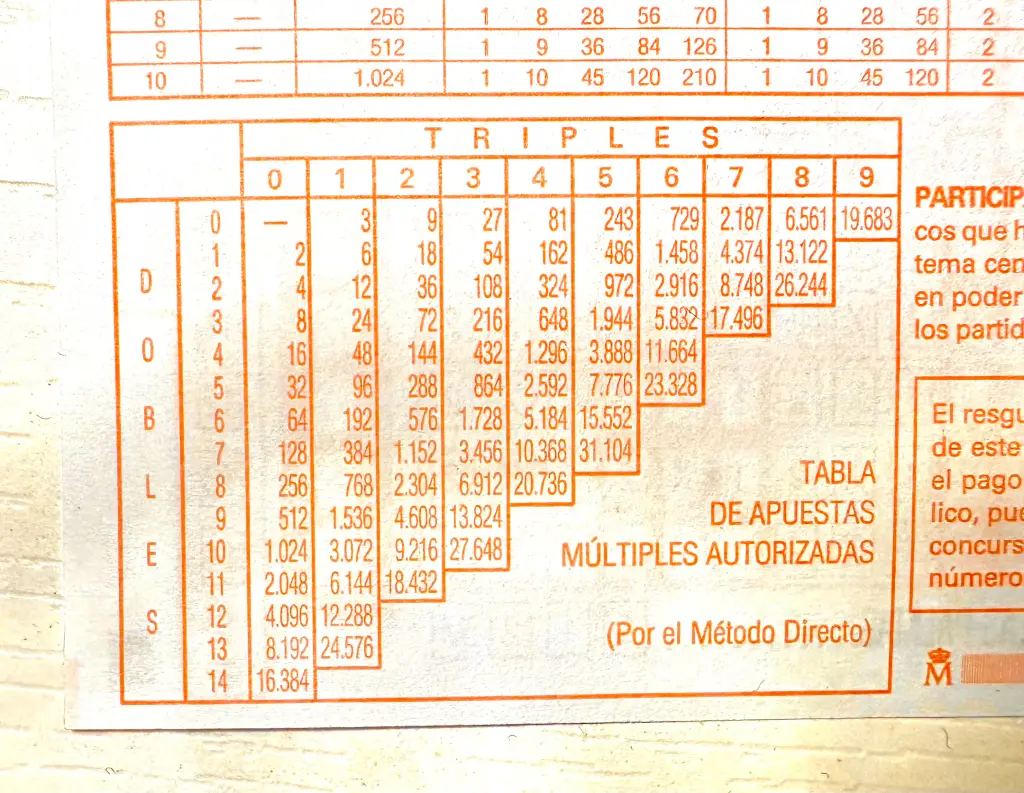 8 — 256 1 8 28 56 70 1 8 28 56 2
9 — 512 1 9 36 84 126 1 9 36 84 2
10 — 1.024 1 10 45 120 210 1 10 45 120 2
TRIPLES
0 1 2 3 4 5 6 7 8 9
DOBLES
0 — 3 9 27 81 243 729 2.187 6.561 19.683
1 2 6 18 54 162 486 1.458 4.374 13.122
2 4 12 36 108 324 972 2.916 8.748 26.244
3 8 24 72 216 648 1.944 5.832 17.496
4 16 48 144 432 1.296 3.888 11.664
5 32 96 288 864 2.592 7.776 23.328
6 64 192 576 1.728 5.184 15.552
7 128 384 1.152 3.456 10.368 31.104
8 256 768 2.304 6.912 20.736
9 512 1.536 4.608 13.824
10 1.024 3.072 9.216 27.648
11 2.048 6.144 18.432
12 4.096 12.288
13 8.192 24.576
14 16.384
TABLA
DE APUESTAS
MÚLTIPLES AUTORIZADAS
(Por el Método Directo)
PARTICIP
cos que h
tema cen
en poder
los partid
El resgu
de este
el pago
lico, pue
concurs
número
M